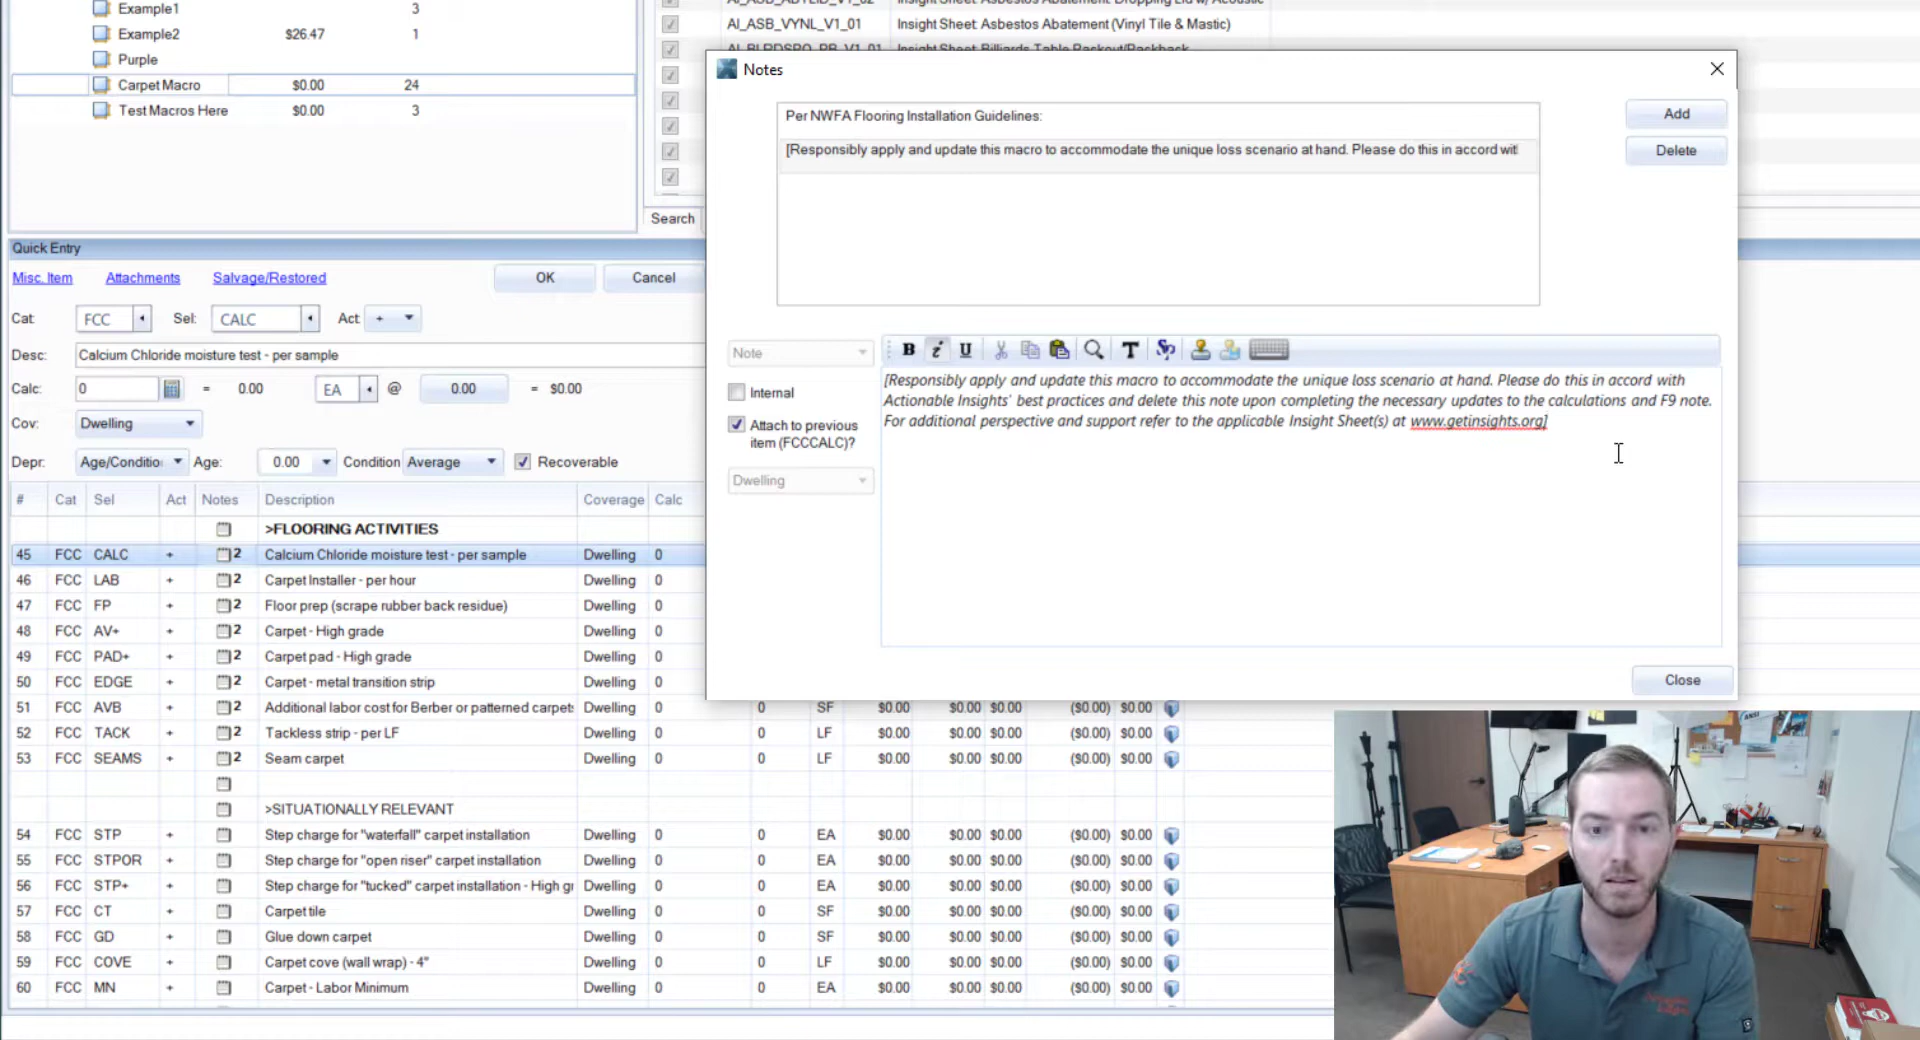 Example1 3
Example2 $26.47 1
Purple
Carpet Macro $0.00 24
Test Macros Here $0.00 3
AI_ASB_VYNL_V1_01 Insight Sheet: Asbestos Abatement (Vinyl Tile & Mastic)
Search
Notes
Per NWFA Flooring Installation Guidelines:
[Responsibly apply and update this macro to accommodate the unique loss scenario at hand. Please do this in accord wit
Add
Delete
Note
Internal
Attach to previous
item (FCCCALC)?
Dwelling
[Responsibly apply and update this macro to accommodate the unique loss scenario at hand. Please do this in accord with
Actionable Insights' best practices and delete this note upon completing the necessary updates to the calculations and F9 note.
For additional perspective and support refer to the applicable Insight Sheet(s) at www.getinsights.org]
Close
Quick Entry
Misc. Item Attachments Salvage/Restored OK Cancel
Cat: FCC Sel: CALC Act: +
Desc: Calcium Chloride moisture test - per sample
Calc: 0 = 0.00 EA @ 0.00 = $0.00
Cov: Dwelling
Depr: Age/Conditio Age: 0.00 Condition Average Recoverable
# Cat Sel Act Notes Description Coverage Calc
>FLOORING ACTIVITIES
45 FCC CALC + 2 Calcium Chloride moisture test - per sample Dwelling 0
46 FCC LAB + 2 Carpet Installer - per hour Dwelling 0
47 FCC FP + 2 Floor prep (scrape rubber back residue) Dwelling 0
48 FCC AV+ + 2 Carpet - High grade Dwelling 0
49 FCC PAD+ + 2 Carpet pad - High grade Dwelling 0
50 FCC EDGE + 2 Carpet - metal transition strip Dwelling 0
51 FCC AVB + 2 Additional labor cost for Berber or patterned carpets Dwelling 0 0 SF $0.00 $0.00 $0.00 ($0.00) $0.00
52 FCC TACK + 2 Tackless strip - per LF Dwelling 0 0 LF $0.00 $0.00 $0.00 ($0.00) $0.00
53 FCC SEAMS + 2 Seam carpet Dwelling 0 0 LF $0.00 $0.00 $0.00 ($0.00) $0.00
>SITUATIONALLY RELEVANT
54 FCC STP + Step charge for "waterfall" carpet installation Dwelling 0 0 EA $0.00 $0.00 $0.00 ($0.00) $0.00
55 FCC STPOR + Step charge for "open riser" carpet installation Dwelling 0 0 EA $0.00 $0.00 $0.00 ($0.00) $0.00
56 FCC STP+ + Step charge for "tucked" carpet installation - High gr Dwelling 0 0 EA $0.00 $0.00 $0.00 ($0.00) $0.00
57 FCC CT + Carpet tile Dwelling 0 0 SF $0.00 $0.00 $0.00 ($0.00) $0.00
58 FCC GD + Glue down carpet Dwelling 0 0 SF $0.00 $0.00 $0.00 ($0.00) $0.00
59 FCC COVE + Carpet cove (wall wrap) - 4" Dwelling 0 0 LF $0.00 $0.00 $0.00 ($0.00) $0.00
60 FCC MN + Carpet - Labor Minimum Dwelling 0 0 EA $0.00 $0.00 $0.00 ($0.00) $0.00